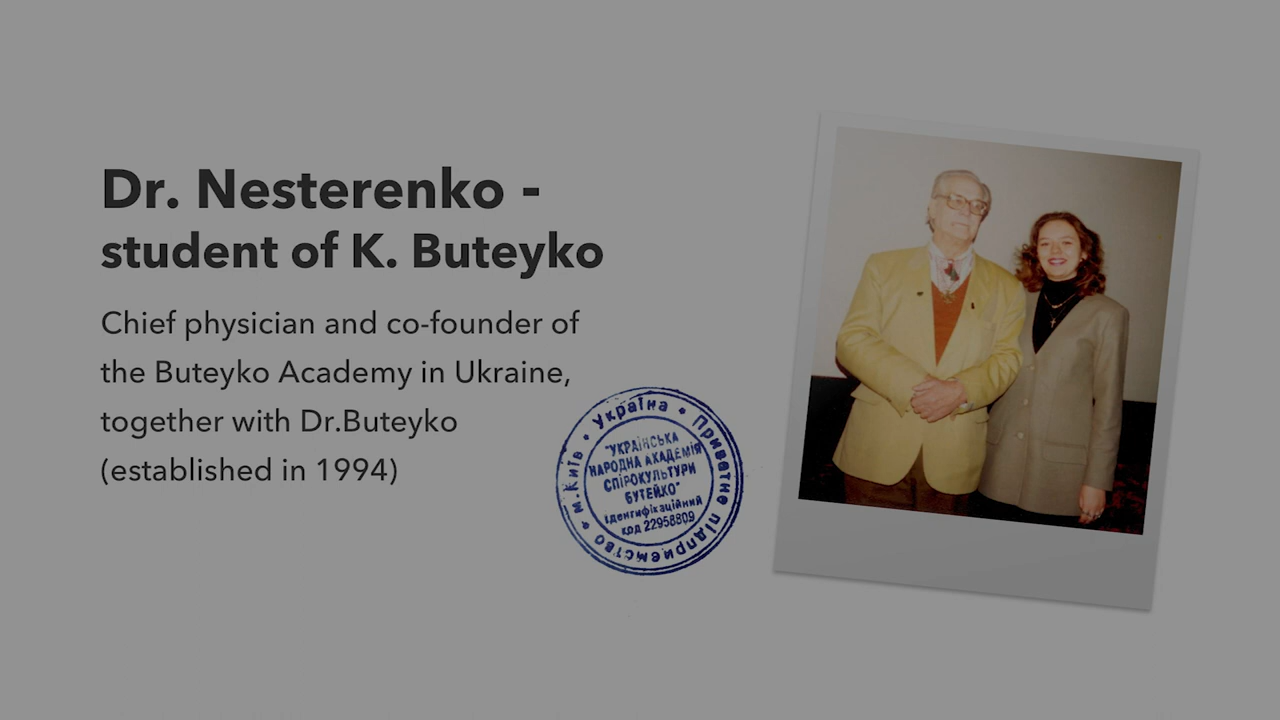 Dr. Nesterenko -
student of K. Buteyko
Chief physician and co-founder of
the Buteyko Academy in Ukraine,
together with Dr.Buteyko
(established in 1994)
м.Київ • Україна • Приватне підприємство •
"УКРАЇНСЬКА
НАРОДНА АКАДЕМІЯ
СПІРОКУЛЬТУРИ
БУТЕЙКО"
Ідентифікаційний
код 22956809